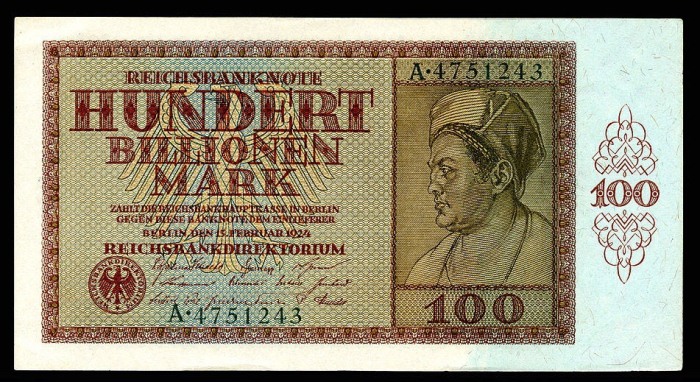 REICHSBANKNOTE
HUNDERT
BILLIONEN
MARK
ZAHLT DIE REICHSBANKHAUPTKASSE IN BERLIN
GEGEN DIESE BANKNOTE DEM EINLIEFERER
BERLIN, DEN 15. FEBRUAR 1924
REICHSBANKDIREKTORIUM
REICHSBANKDIREKTORIUM
A·4751243
A·4751243
100
100